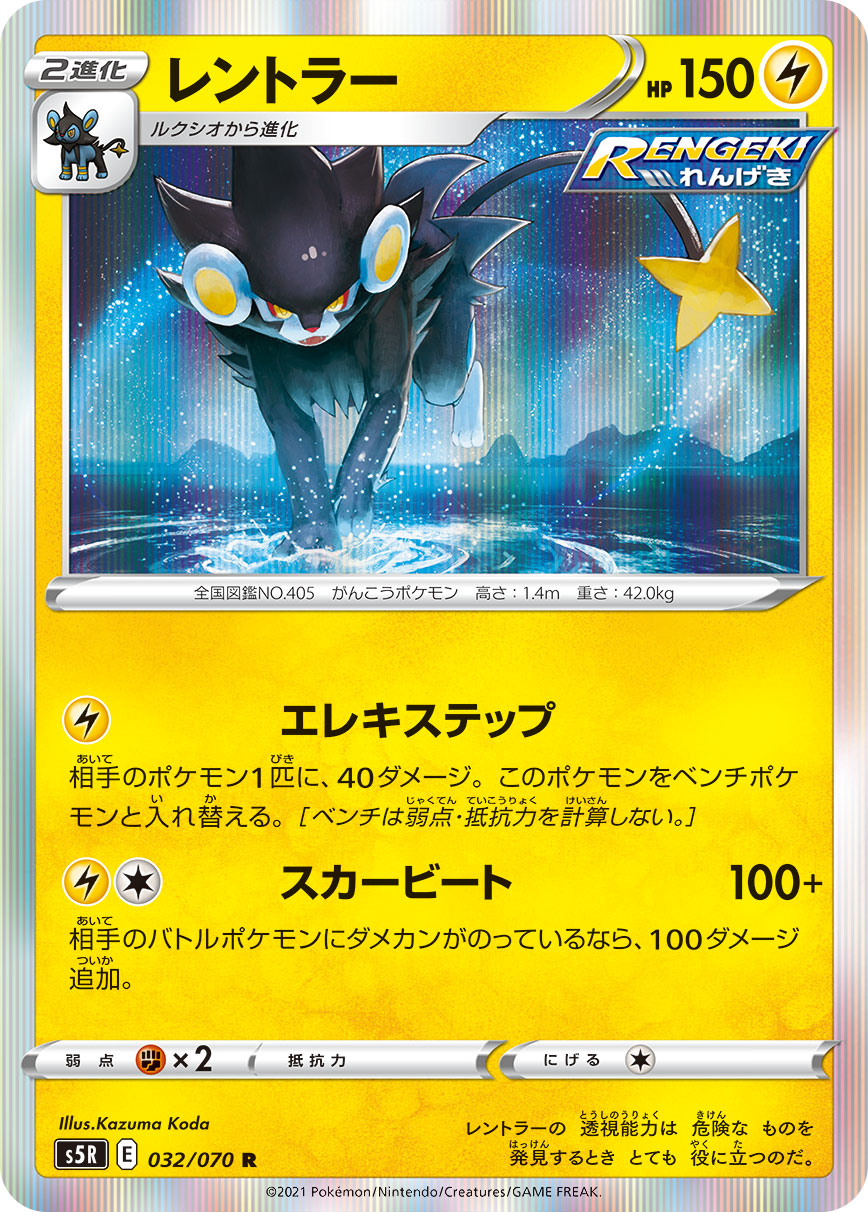 2進化 レントラー HP 150
ルクシオから進化
RENGEKI
れんげき
全国図鑑NO.405 がんこうポケモン 高さ:1.4m 重さ:42.0kg
エレキステップ
相手のポケモン1匹に、40ダメージ。このポケモンをベンチポケ
モンと入れ替える。[ベンチは弱点・抵抗力を計算しない。]
スカービート 100+
相手のバトルポケモンにダメカンがのっているなら、100ダメージ
追加。
弱点 ×2 抵抗力 にげる
Illus.Kazuma Koda
s5R E 032/070 R
レントラーの 透視能力は 危険な ものを
発見するとき とても 役に立つのだ。
©2021 Pokémon/Nintendo/Creatures/GAME FREAK.